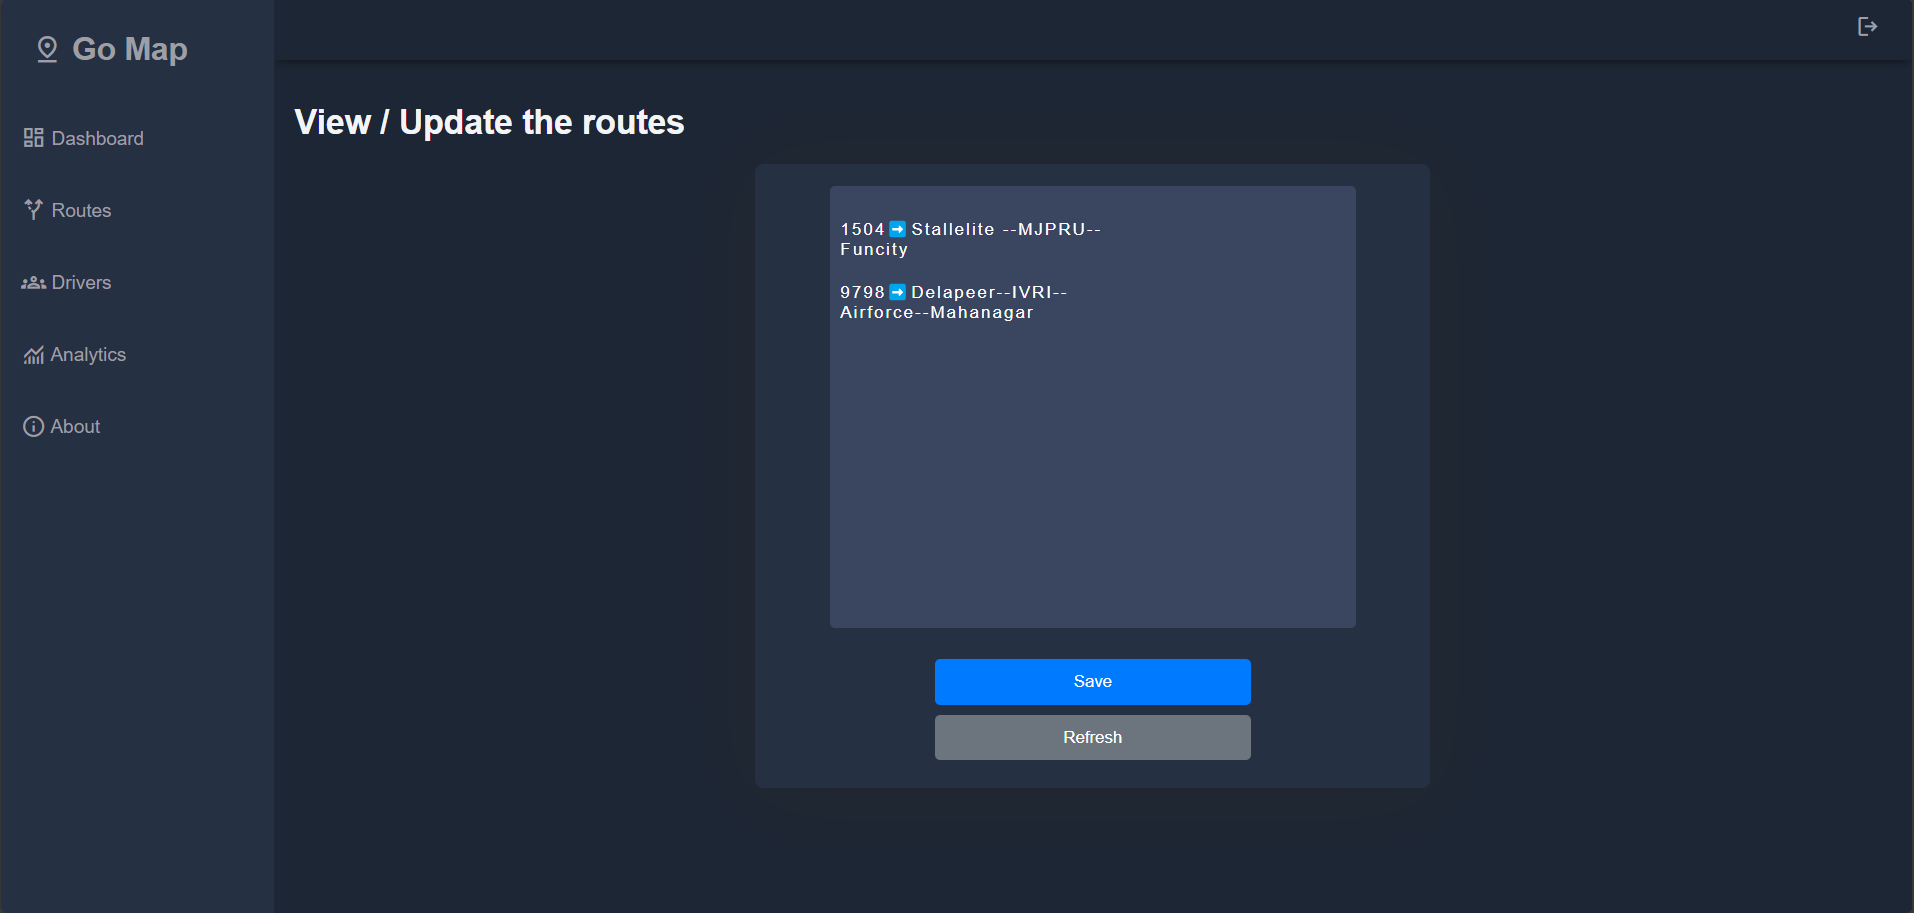 Go Map
Dashboard
Routes
Drivers
Analytics
About
View / Update the routes
1504➡️Stallelite --MJPRU--
Funcity
9798➡️Delapeer--IVRI--
Airforce--Mahanagar
Save
Refresh